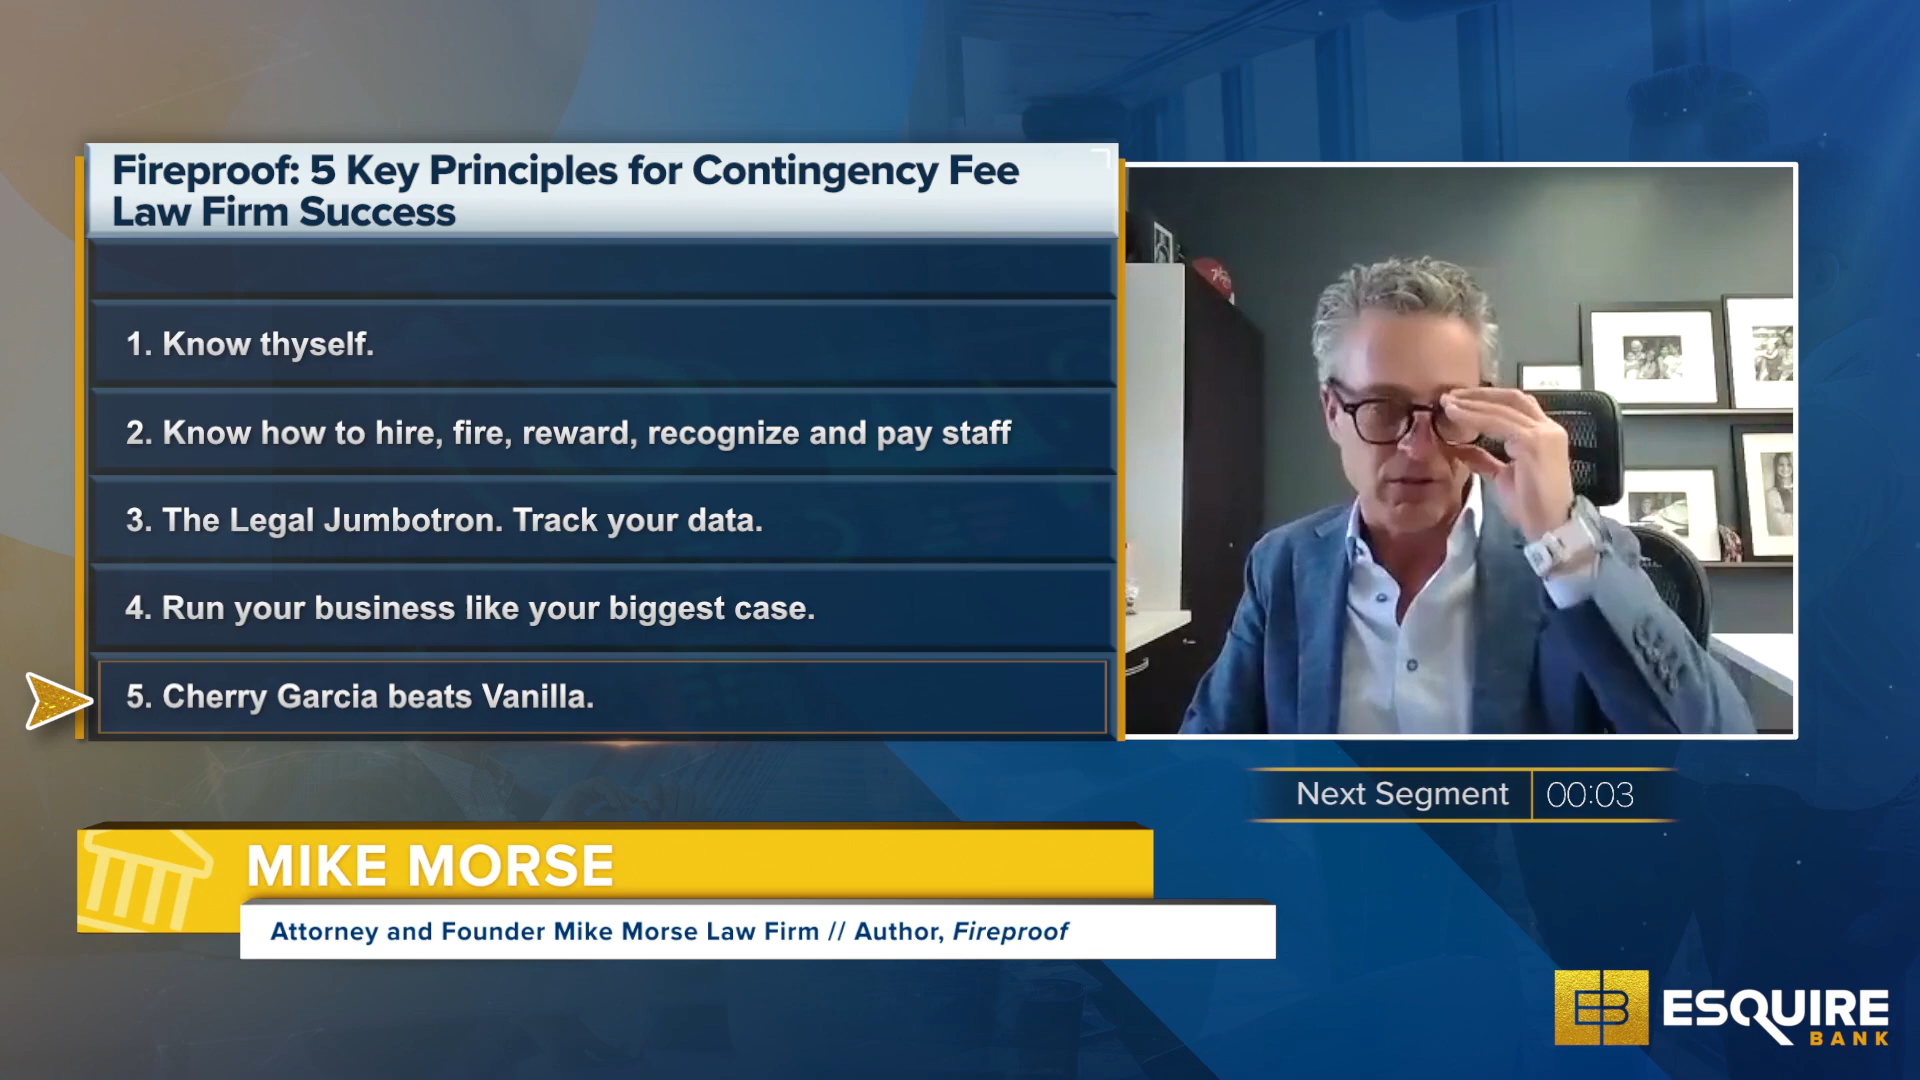 Fireproof: 5 Key Principles for Contingency Fee
Law Firm Success
1. Know thyself.
2. Know how to hire, fire, reward, recognize and pay staff
3. The Legal Jumbotron. Track your data.
4. Run your business like your biggest case.
5. Cherry Garcia beats Vanilla.
Next Segment 00:03
MIKE MORSE
Attorney and Founder Mike Morse Law Firm // Author, Fireproof
ESQUIRE
BANK